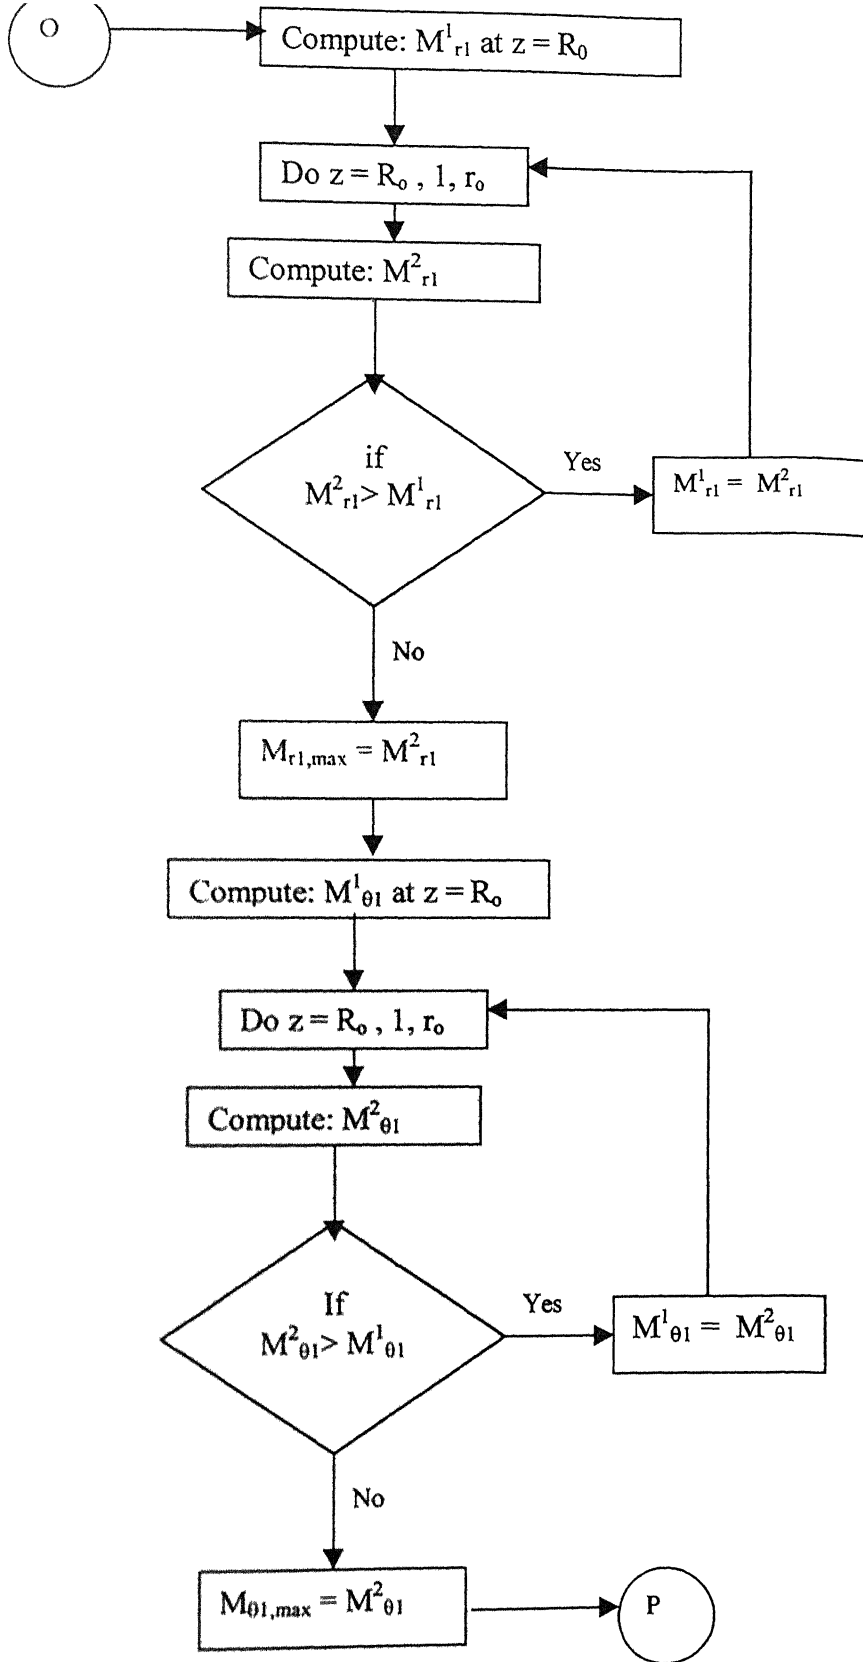 O
Compute: M¹r1 at z = R0
Do z = Ro , 1, ro
Compute: M²r1
if
M²r1> M¹r1
Yes
M¹r1 = M²r1
No
Mr1,max = M²r1
Compute: M¹θ1 at z = Ro
Do z = Ro , 1, ro
Compute: M²θ1
If
M²θ1> M¹θ1
Yes
M¹θ1 = M²θ1
No
Mθ1,max = M²θ1
P